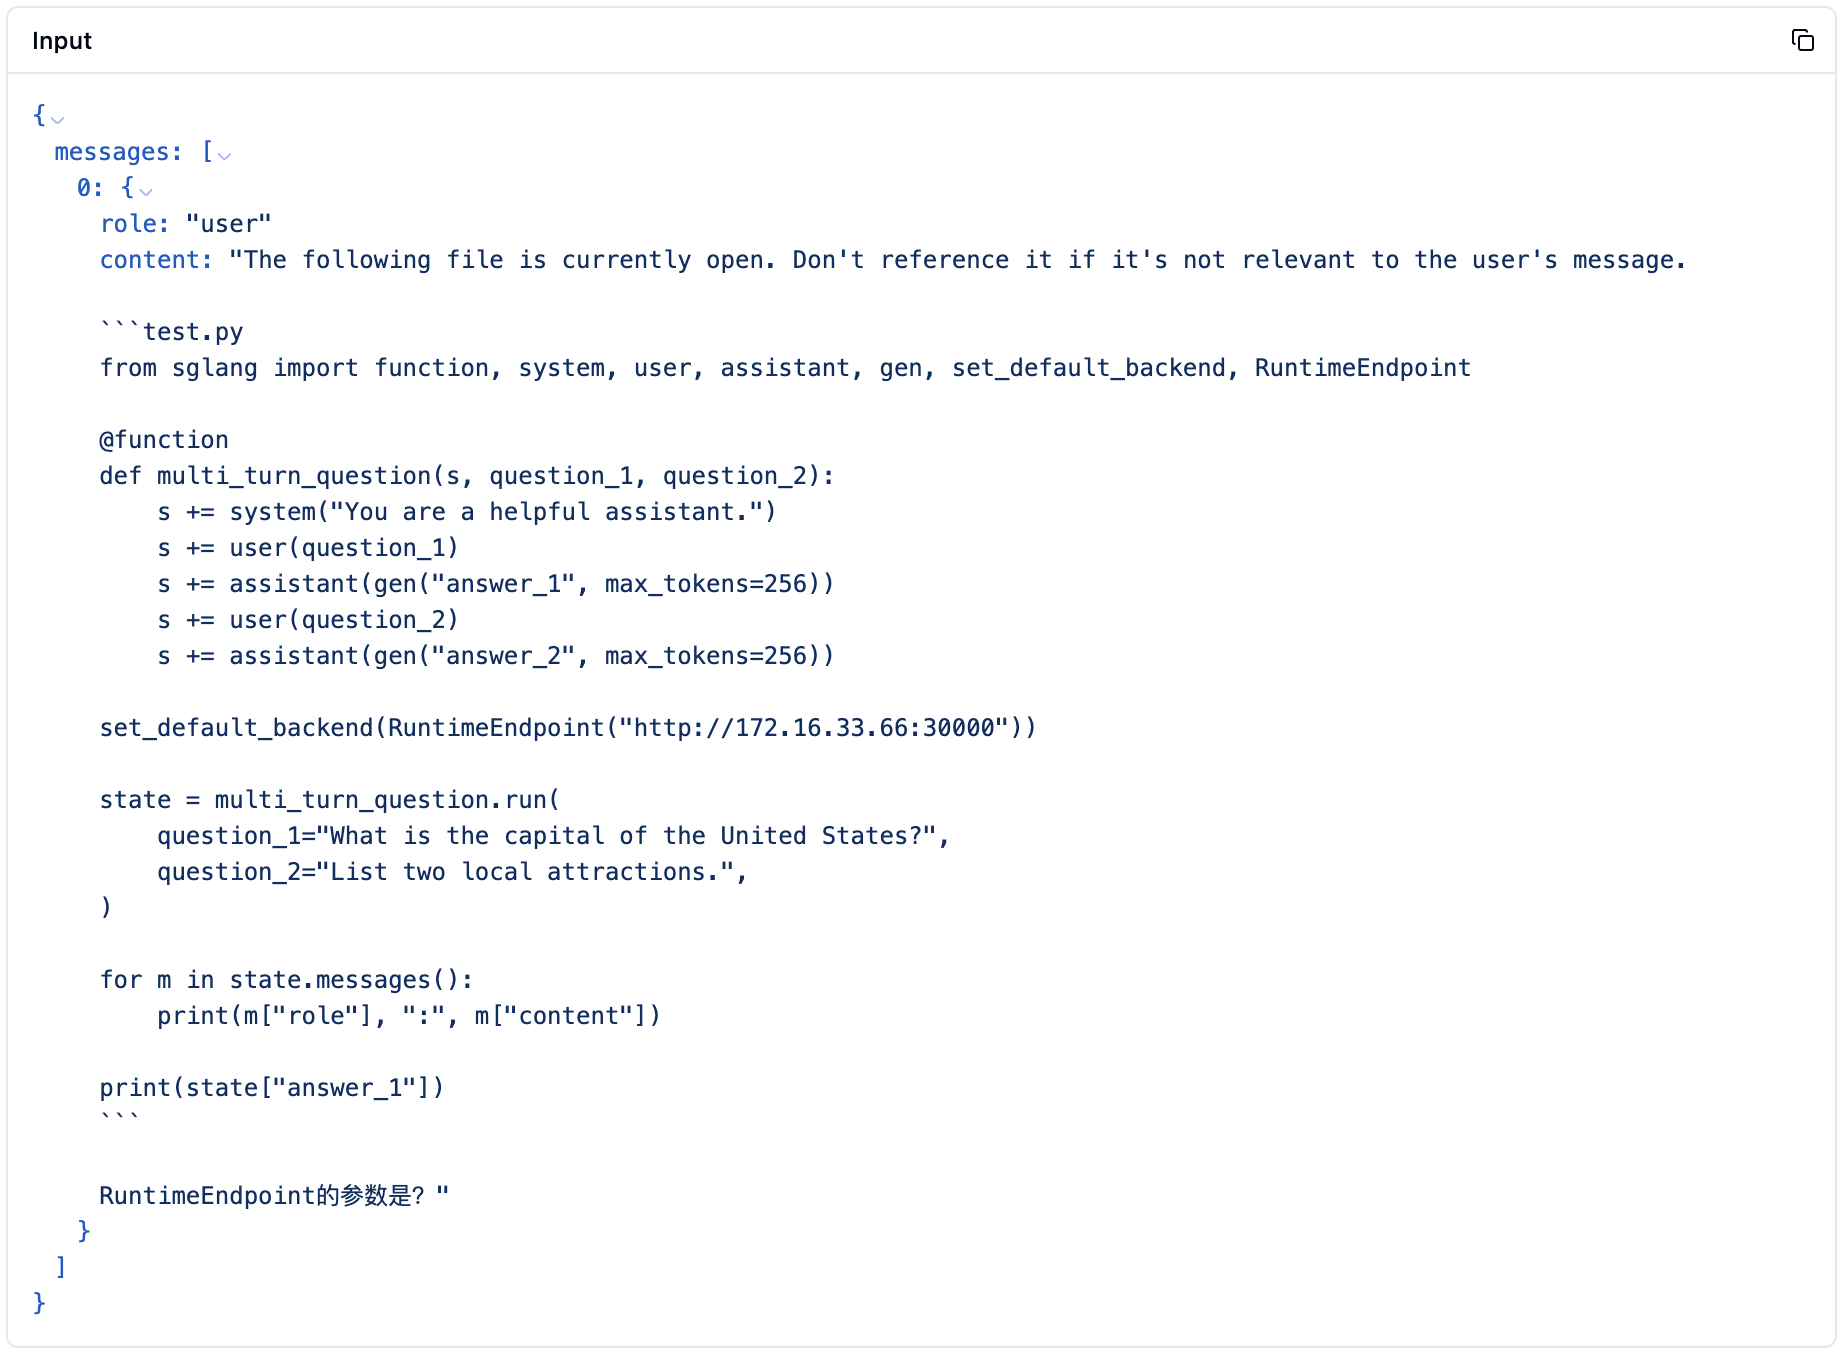 Input
{
messages: [
0: {
role: "user"
content: "The following file is currently open. Don't reference it if it's not relevant to the user's message.
```test.py
from sglang import function, system, user, assistant, gen, set_default_backend, RuntimeEndpoint
@function
def multi_turn_question(s, question_1, question_2):
    s += system("You are a helpful assistant.")
    s += user(question_1)
    s += assistant(gen("answer_1", max_tokens=256))
    s += user(question_2)
    s += assistant(gen("answer_2", max_tokens=256))
set_default_backend(RuntimeEndpoint("http://172.16.33.66:30000"))
state = multi_turn_question.run(
    question_1="What is the capital of the United States?",
    question_2="List two local attractions.",
)
for m in state.messages():
    print(m["role"], ":", m["content"])
print(state["answer_1"])
```
RuntimeEndpoint的参数是？"
}
]
}